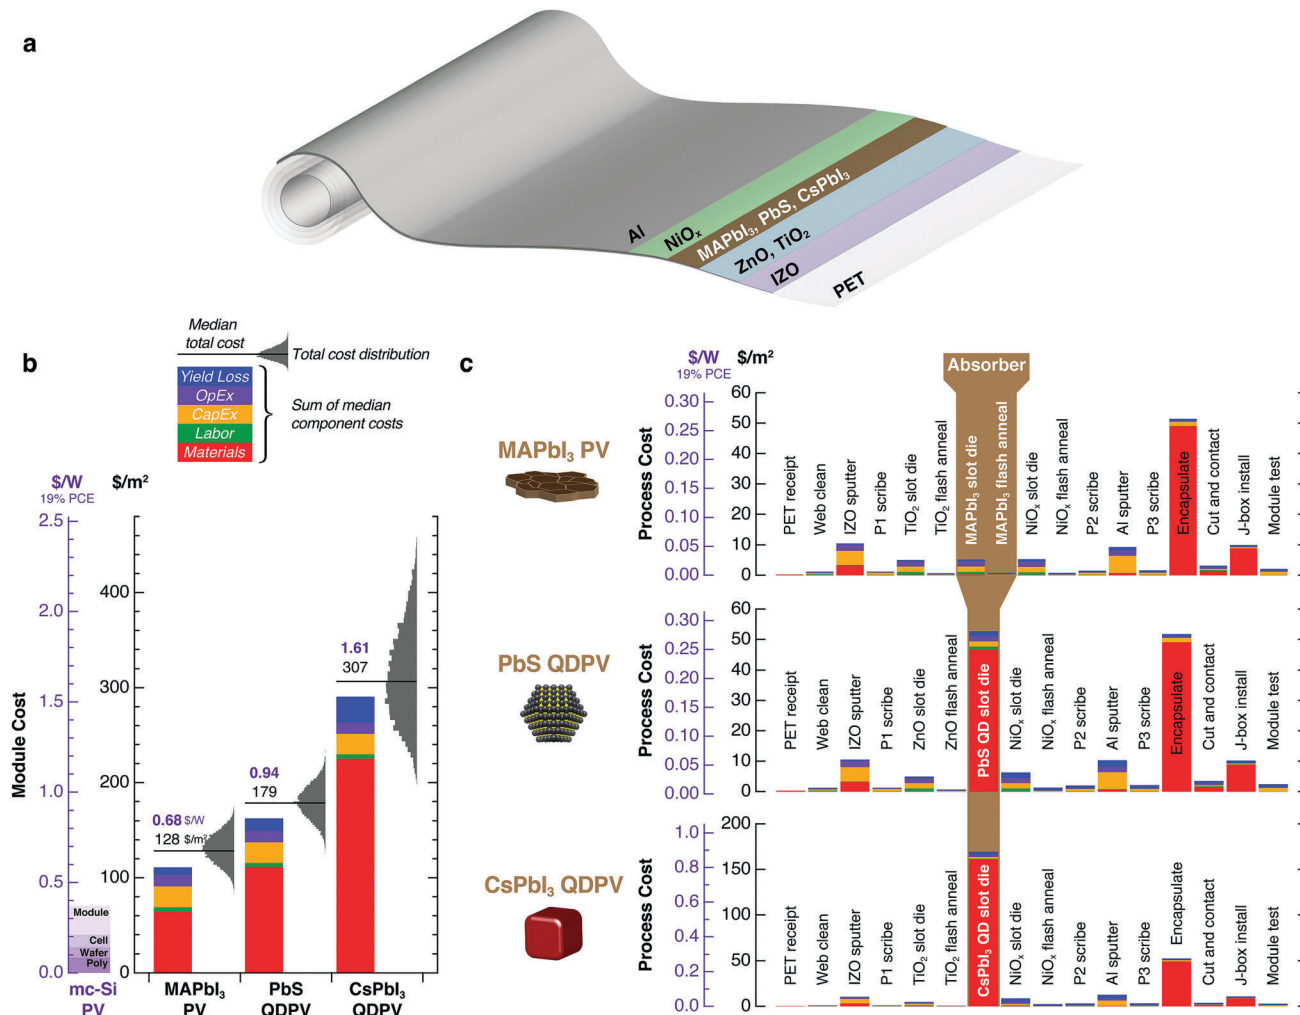 a
Al
NiOₓ
MAPbI₃, PbS, CsPbI₃
ZnO, TiO₂
IZO
PET
b
Median
total cost
Total cost distribution
Yield Loss
OpEx
CapEx
Labor
Materials
Sum of median
component costs
$/W
19% PCE
$/m²
Module Cost
2.5
2.0
1.5
1.0
0.5
0.0
400
300
200
100
0
0.68 $/W
128 $/m²
0.94
179
1.61
307
Module
Cell
Wafer
Poly
mc-Si
PV
MAPbI₃
PV
PbS
QDPV
CsPbI₃
QDPV
c
$/W
19% PCE
$/m²
Absorber
MAPbI₃ PV
Process Cost
0.30
0.25
0.20
0.15
0.10
0.05
0.00
Process Cost
60
50
40
30
20
10
0
PET receipt
Web clean
IZO sputter
P1 scribe
TiO₂ slot die
TiO₂ flash anneal
MAPbI₃ slot die
MAPbI₃ flash anneal
NiOₓ slot die
NiOₓ flash anneal
P2 scribe
Al sputter
P3 scribe
Encapsulate
Cut and contact
J-box install
Module test
PbS QDPV
Process Cost
0.30
0.25
0.20
0.15
0.10
0.05
0.00
60
50
40
30
20
10
0
PET receipt
Web clean
IZO sputter
P1 scribe
ZnO slot die
ZnO flash anneal
PbS QD slot die
NiOₓ slot die
NiOₓ flash anneal
P2 scribe
Al sputter
P3 scribe
Encapsulate
Cut and contact
J-box install
Module test
CsPbI₃ QDPV
Process Cost
1.0
0.8
0.6
0.4
0.2
0.0
200
150
100
50
0
PET receipt
Web clean
IZO sputter
P1 scribe
TiO₂ slot die
TiO₂ flash anneal
CsPbI₃ QD slot die
NiOₓ slot die
NiOₓ flash anneal
P2 scribe
Al sputter
P3 scribe
Encapsulate
Cut and contact
J-box install
Module test